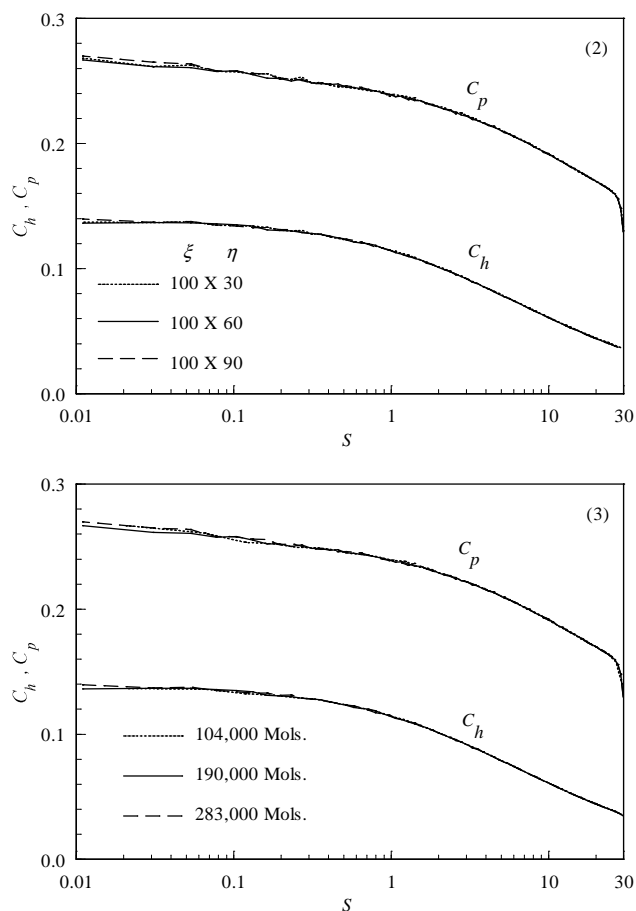 0.3
(2)
C_p
0.2
C_h , C_p
C_h
ξ η
0.1
100 X 30
100 X 60
100 X 90
0.0
0.01 0.1 1 10 30
S
0.3
(3)
C_p
0.2
C_h , C_p
C_h
0.1
104,000 Mols.
190,000 Mols.
283,000 Mols.
0.0
0.01 0.1 1 10 30
S